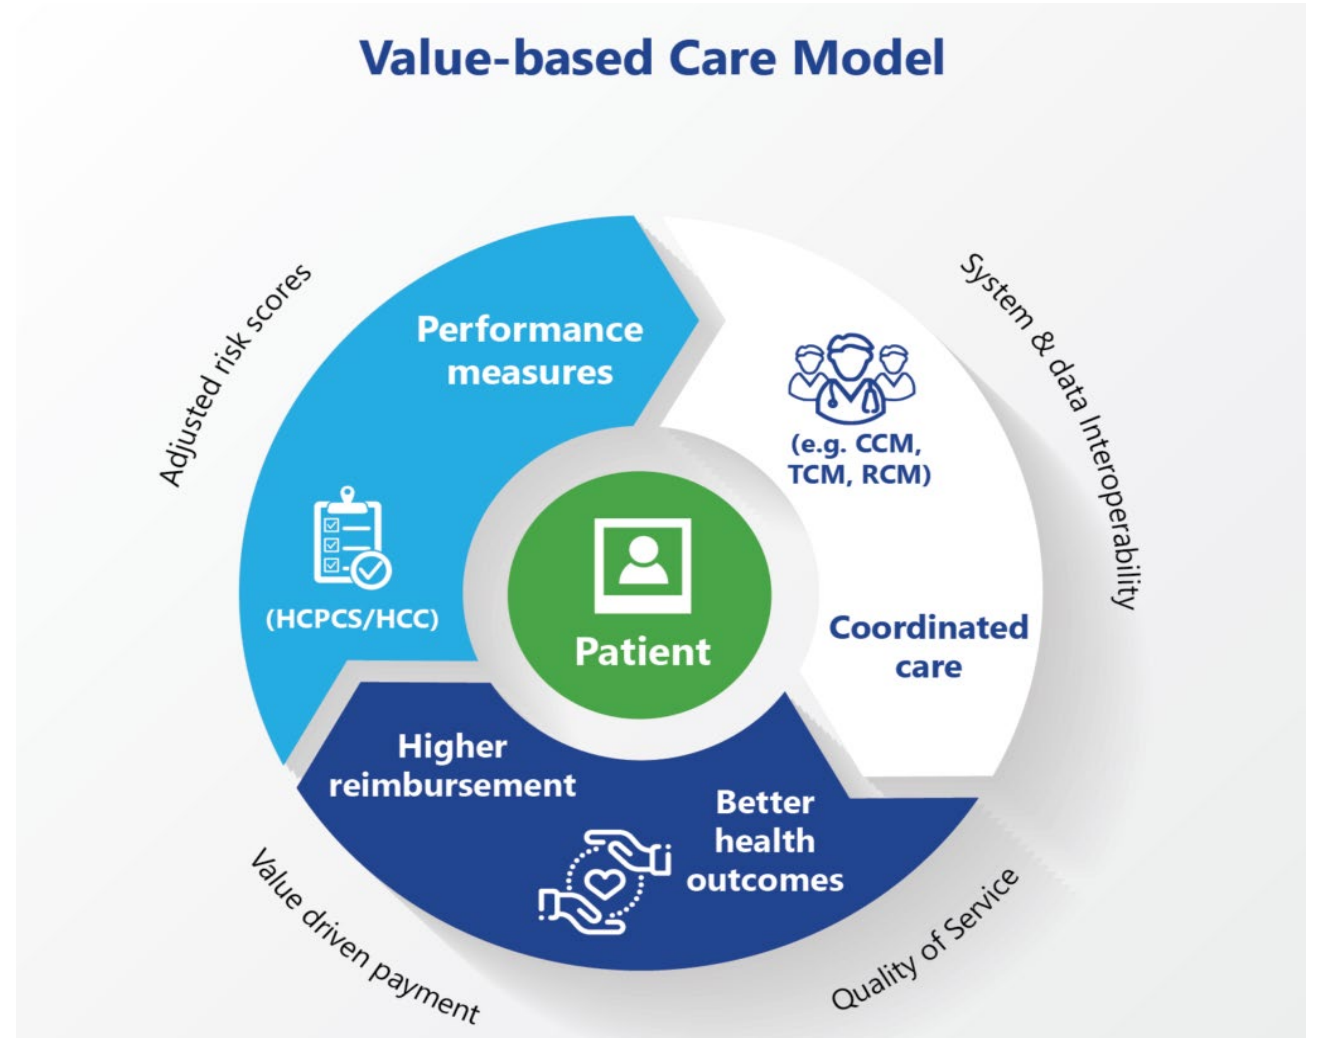 Value-based Care Model
Adjusted risk scores
Performance
measures
(HCPCS/HCC)
System & data Interoperability
(e.g. CCM,
TCM, RCM)
Coordinated
care
Patient
Higher
reimbursement
Better
health
outcomes
Value driven payment
Quality of Service